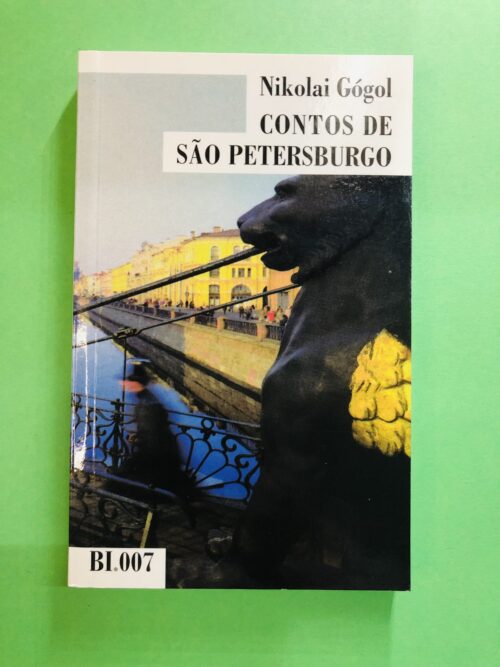 Nikolai Gógol
CONTOS DE
SÃO PETERSBURGO
BI.007